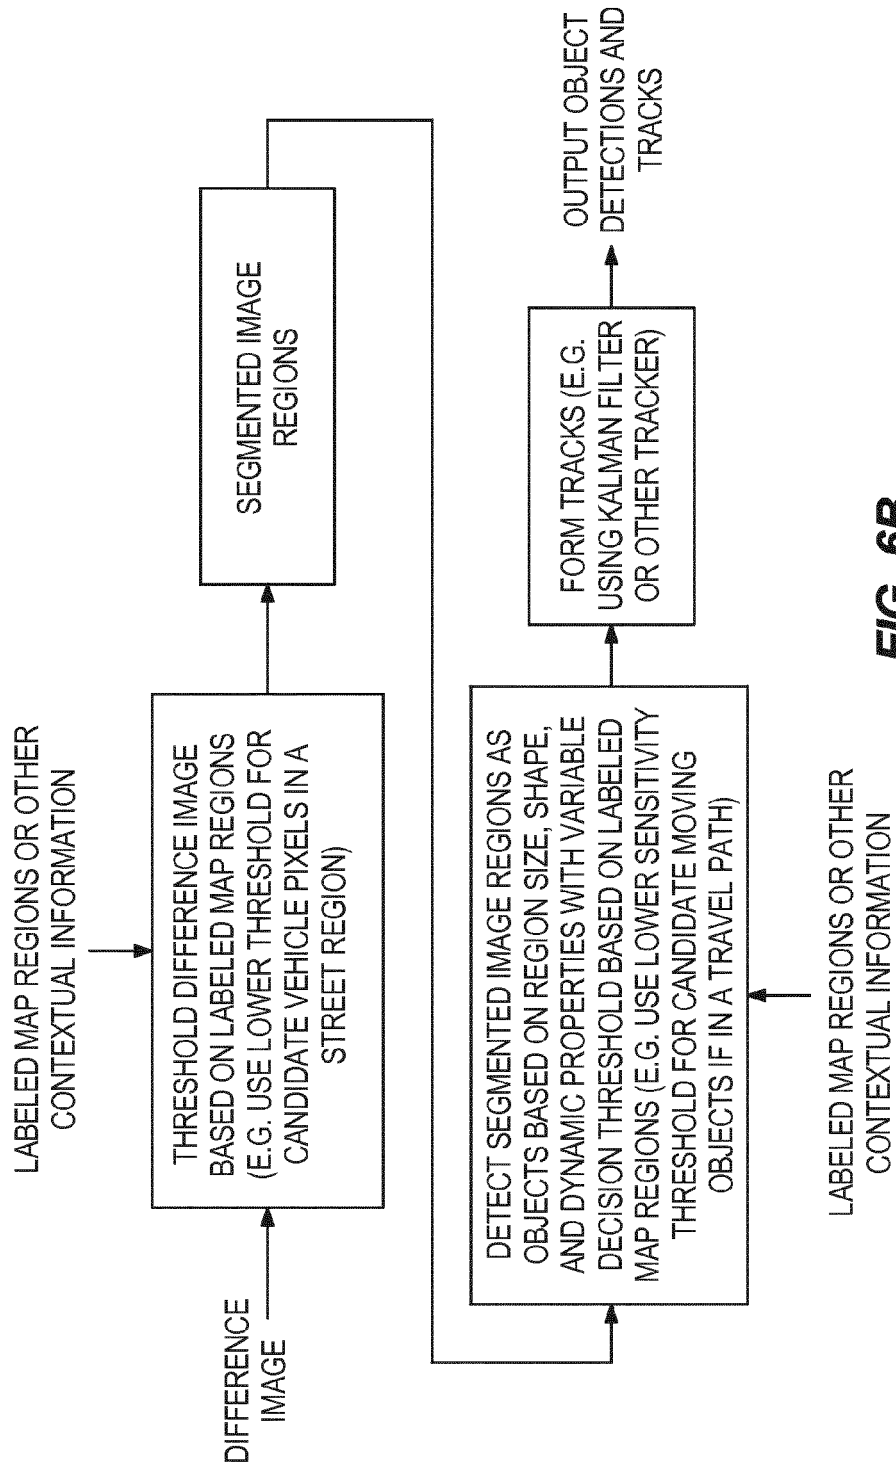 LABELED MAP REGIONS OR OTHER
CONTEXTUAL INFORMATION
DIFFERENCE
IMAGE
THRESHOLD DIFFERENCE IMAGE
BASED ON LABELED MAP REGIONS
(E.G. USE LOWER THRESHOLD FOR
CANDIDATE VEHICLE PIXELS IN A
STREET REGION)
SEGMENTED IMAGE
REGIONS
DETECT SEGMENTED IMAGE REGIONS AS
OBJECTS BASED ON REGION SIZE, SHAPE,
AND DYNAMIC PROPERTIES WITH VARIABLE
DECISION THRESHOLD BASED ON LABELED
MAP REGIONS (E.G. USE LOWER SENSITIVITY
THRESHOLD FOR CANDIDATE MOVING
OBJECTS IF IN A TRAVEL PATH)
FORM TRACKS (E.G.
USING KALMAN FILTER
OR OTHER TRACKER)
OUTPUT OBJECT
DETECTIONS AND
TRACKS
LABELED MAP REGIONS OR OTHER
CONTEXTUAL INFORMATION
FIG. 6B